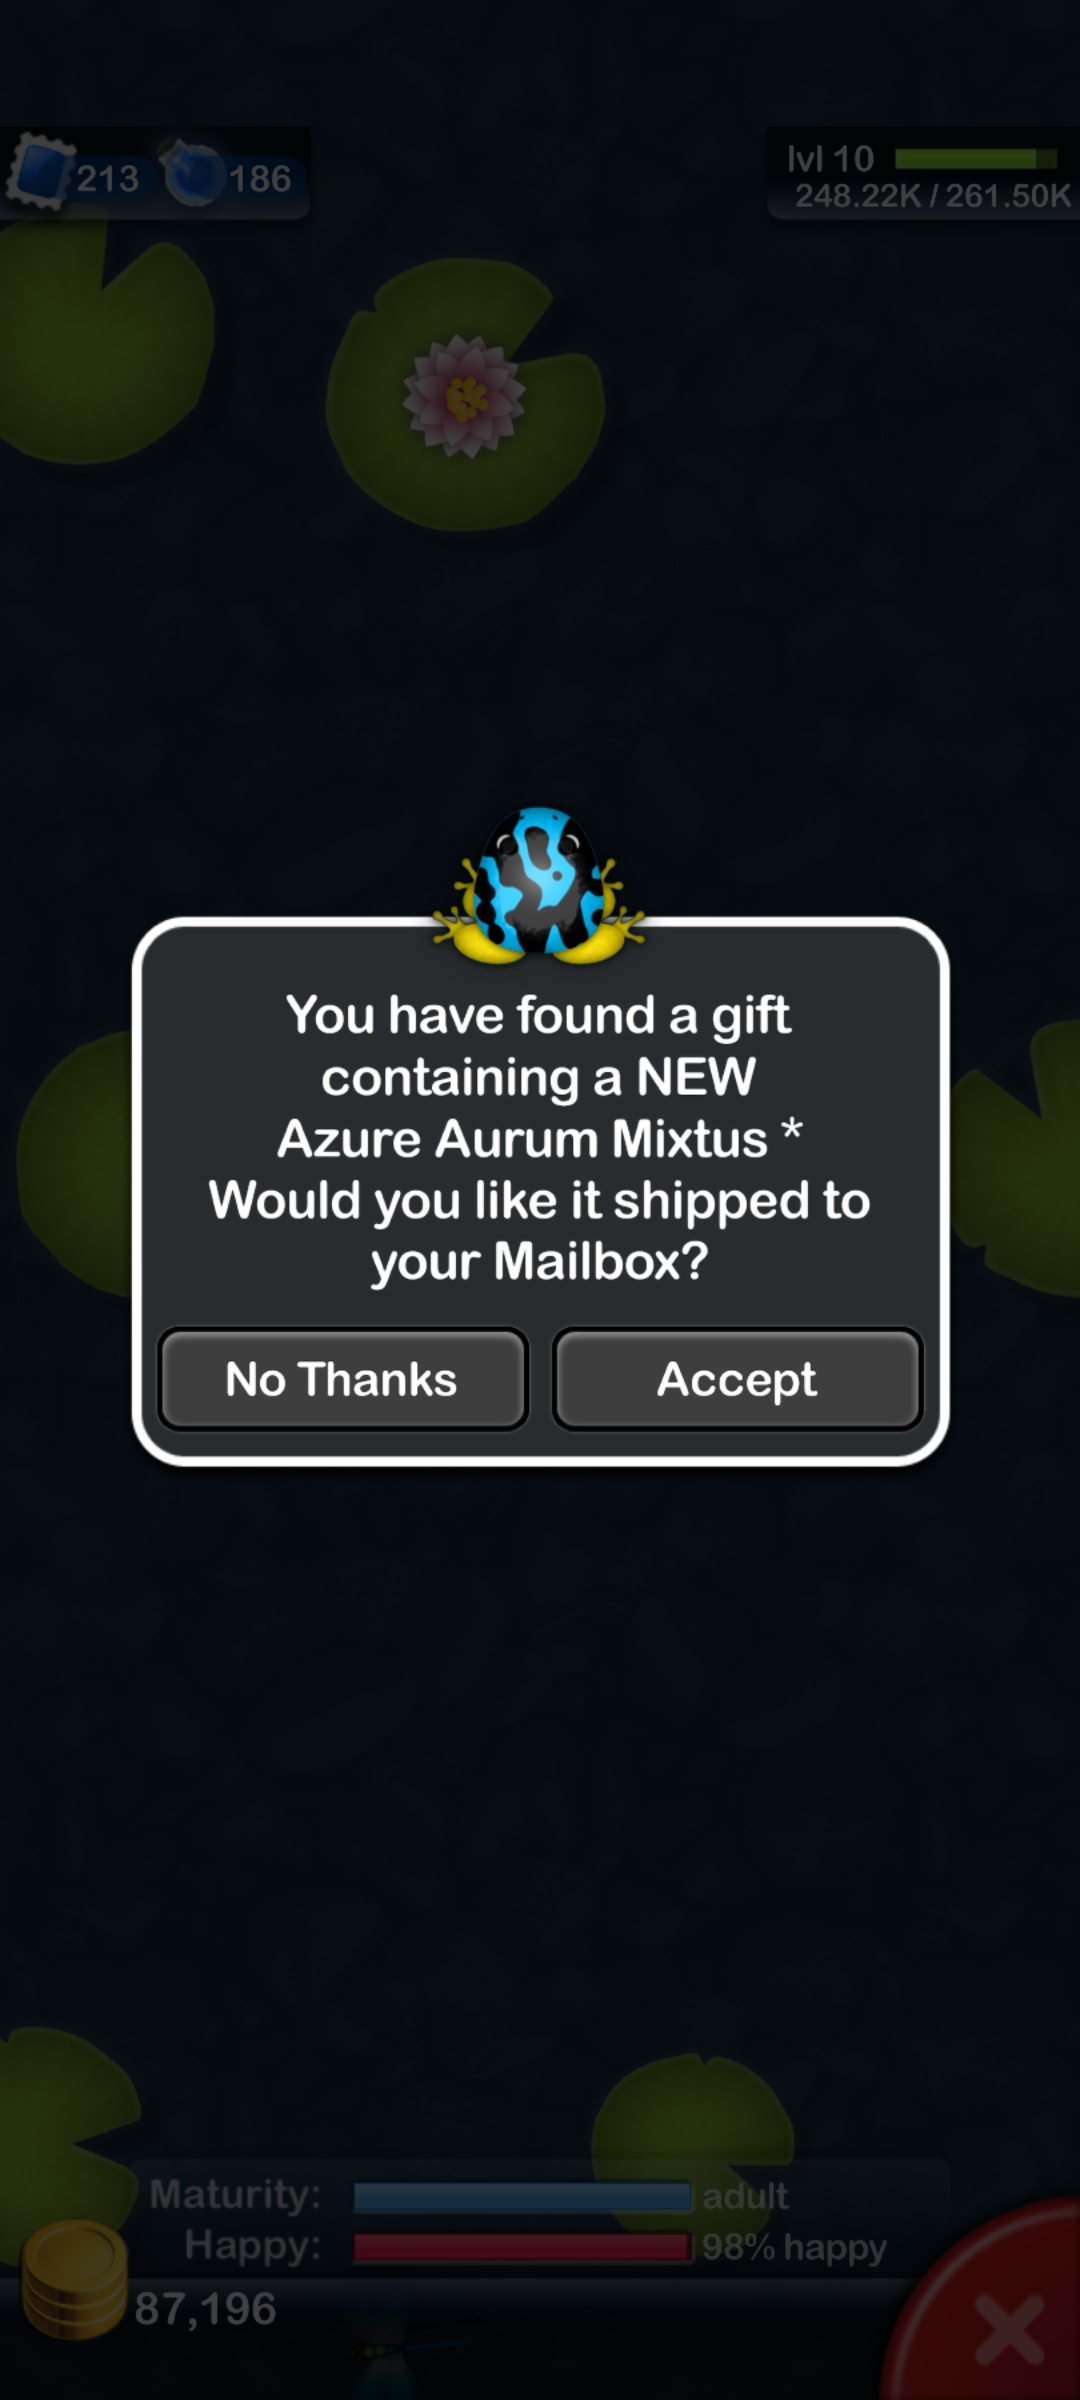 213 186
lvl 10
248.22K / 261.50K
You have found a gift
containing a NEW
Azure Aurum Mixtus *
Would you like it shipped to
your Mailbox?
No Thanks Accept
Maturity: adult
Happy: 98% happy
87,196